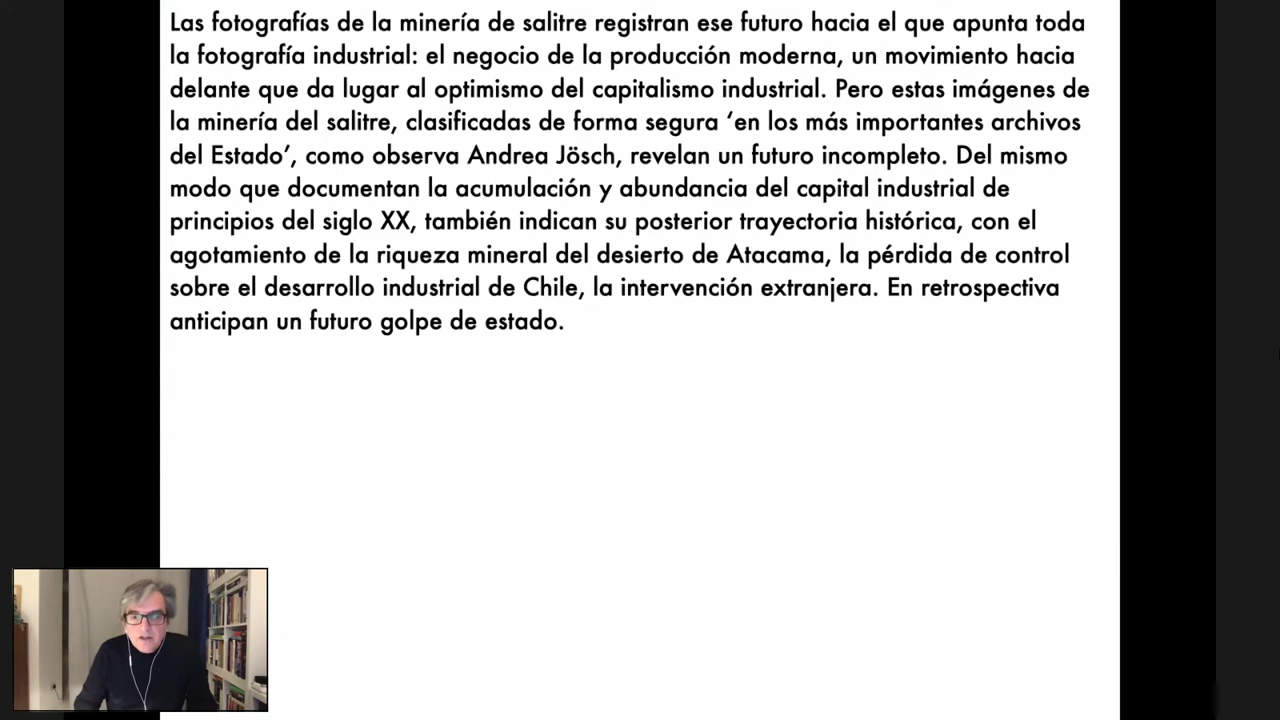 Las fotografías de la minería de salitre registran ese futuro hacia el que apunta toda
la fotografía industrial: el negocio de la producción moderna, un movimiento hacia
delante que da lugar al optimismo del capitalismo industrial. Pero estas imágenes de
la minería del salitre, clasificadas de forma segura ‘en los más importantes archivos
del Estado’, como observa Andrea Jösch, revelan un futuro incompleto. Del mismo
modo que documentan la acumulación y abundancia del capital industrial de
principios del siglo XX, también indican su posterior trayectoria histórica, con el
agotamiento de la riqueza mineral del desierto de Atacama, la pérdida de control
sobre el desarrollo industrial de Chile, la intervención extranjera. En retrospectiva
anticipan un futuro golpe de estado.